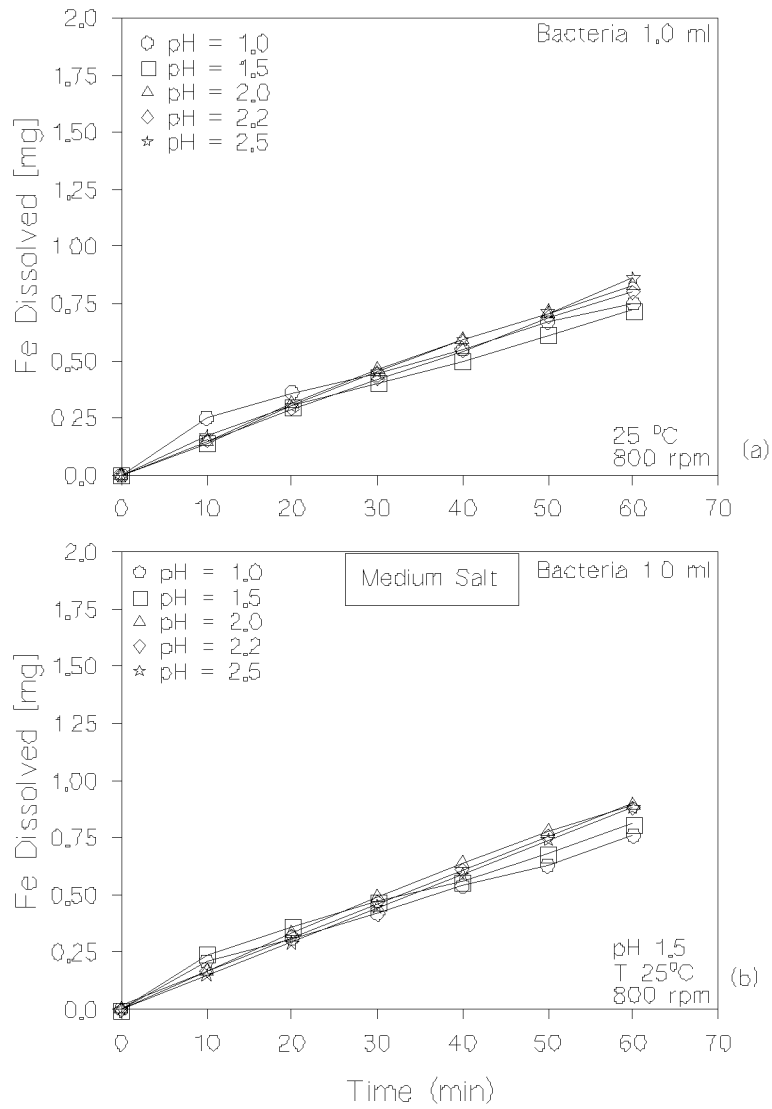 2.0
1.75
1.50
1.25
1.00
0.75
0.50
0.25
0.0
Fe Dissolved [mg]
Bacteria 1.0 ml
pH = 1.0
pH = 1.5
pH = 2.0
pH = 2.2
pH = 2.5
25 °C
800 rpm
(a)
0 10 20 30 40 50 60 70
2.0
1.75
1.50
1.25
1.00
0.75
0.50
0.25
0.0
Fe Dissolved [mg]
Medium Salt
Bacteria 1.0 ml
pH = 1.0
pH = 1.5
pH = 2.0
pH = 2.2
pH = 2.5
pH 1.5
T 25°C
800 rpm
(b)
0 10 20 30 40 50 60 70
Time (min)